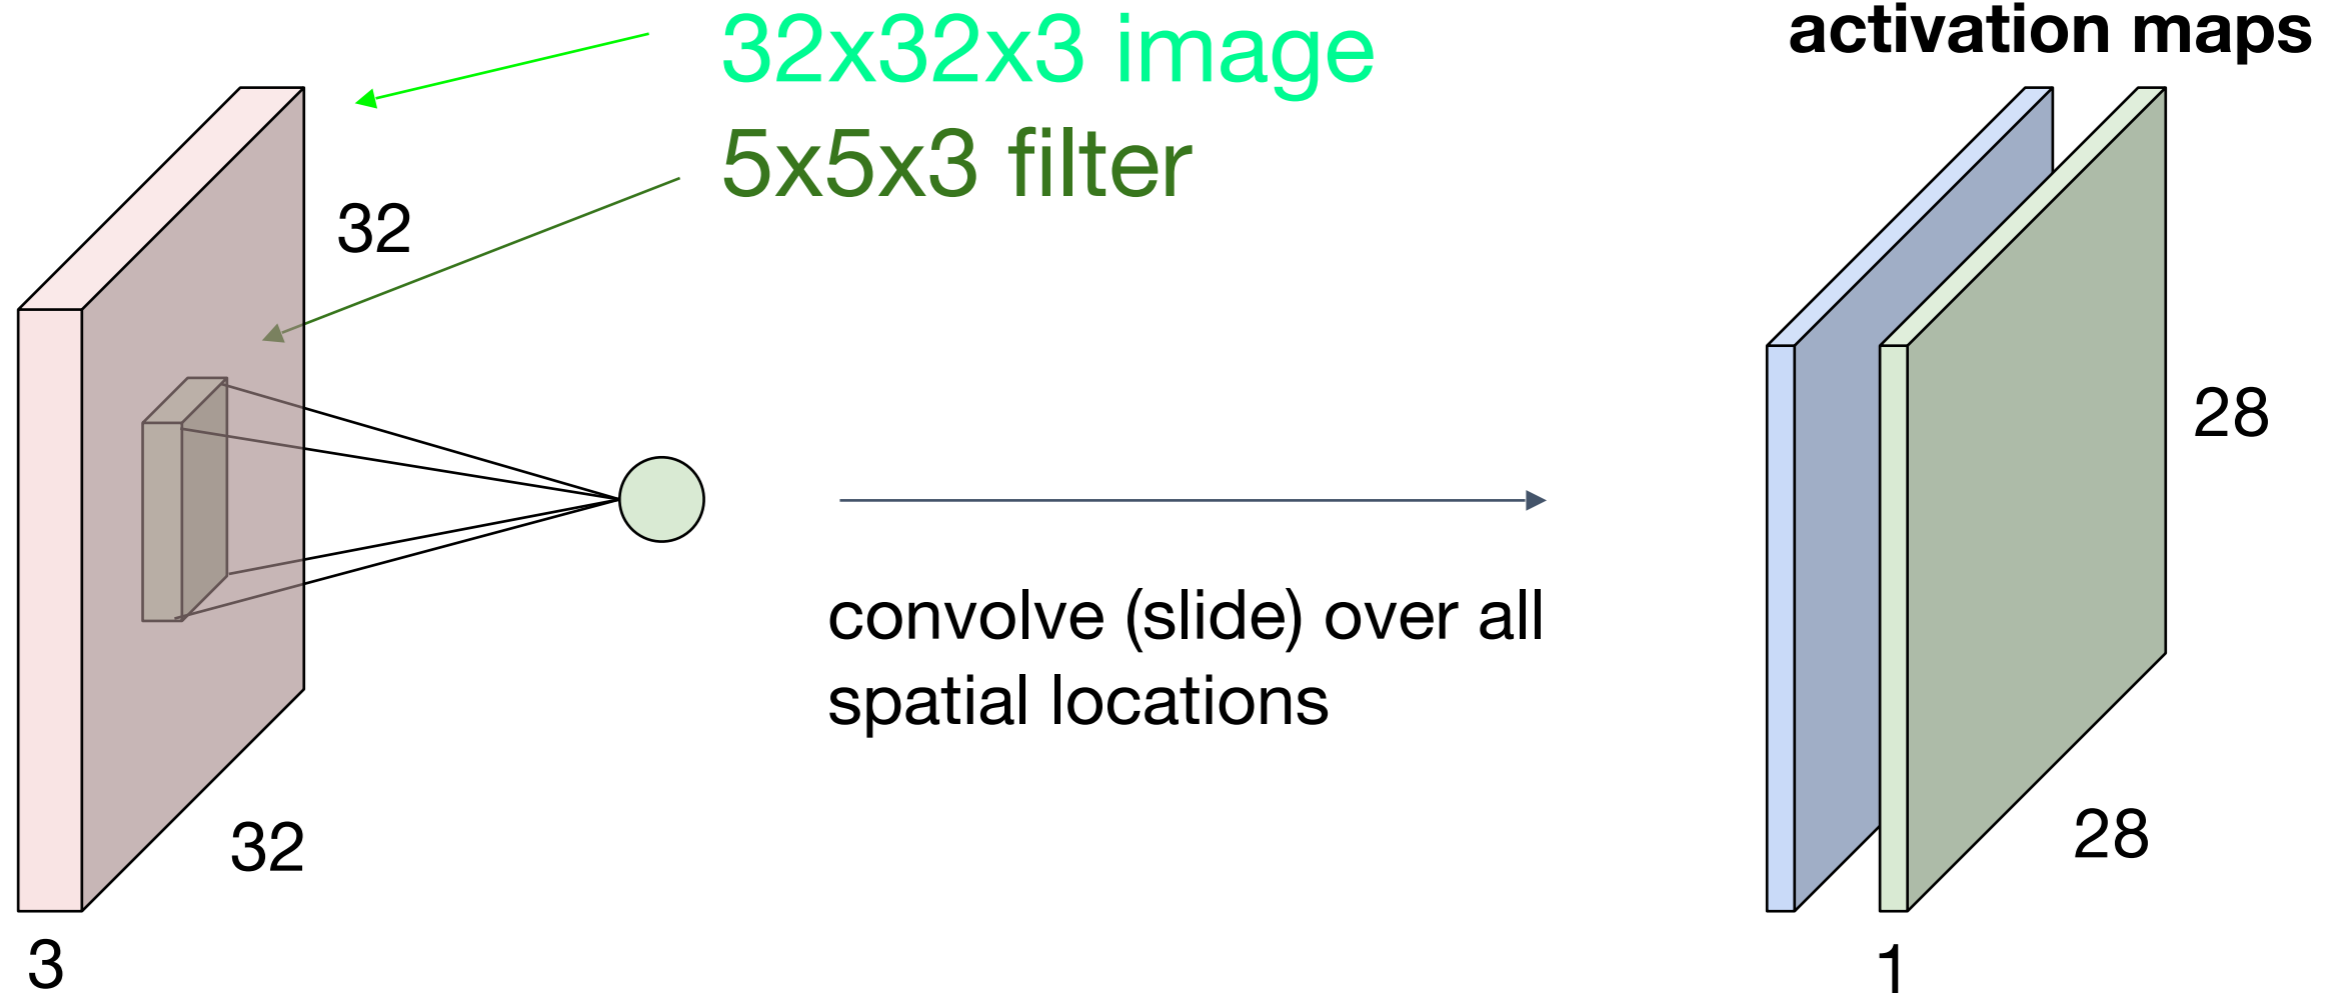 32x32x3 image
activation maps
5x5x3 filter
32
28
convolve (slide) over all
spatial locations
32
28
3
1